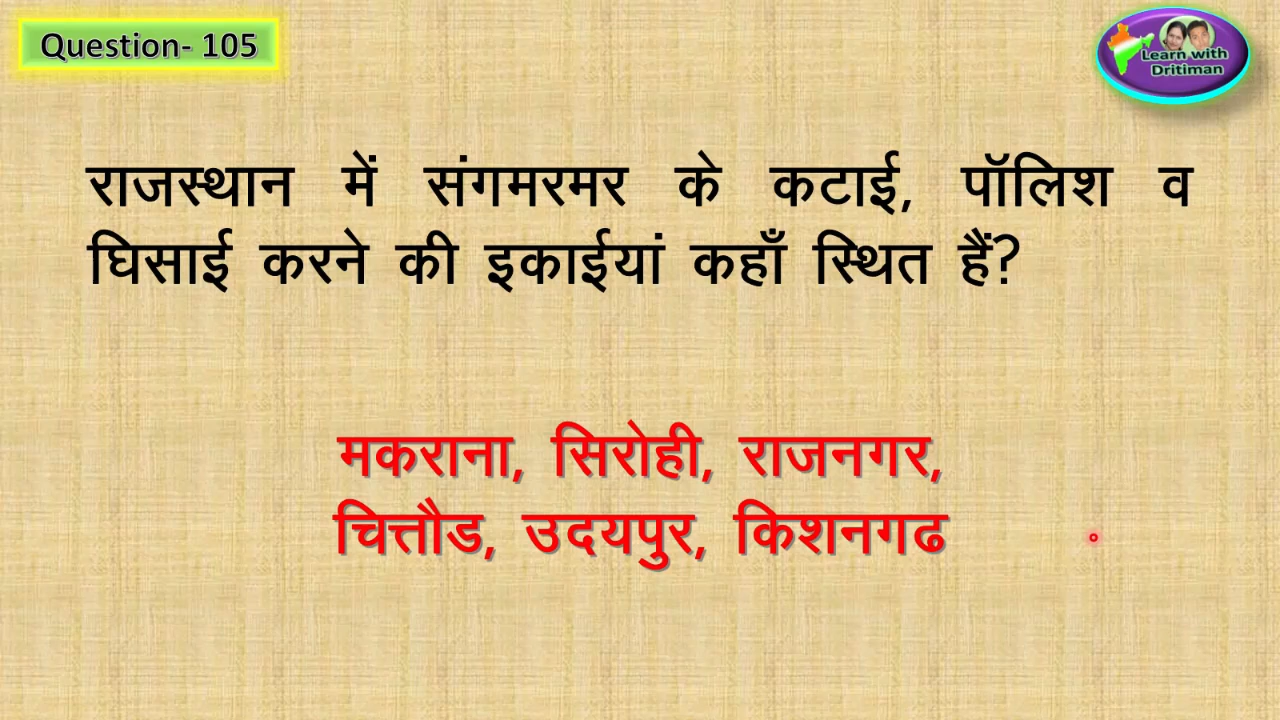 Question- 105
Learn with
Dritiman
राजस्थान में संगमरमर के कटाई, पॉलिश व
घिसाई करने की इकाईयां कहाँ स्थित हैं?
मकराना, सिरोही, राजनगर,
चित्तौड, उदयपुर, किशनगढ